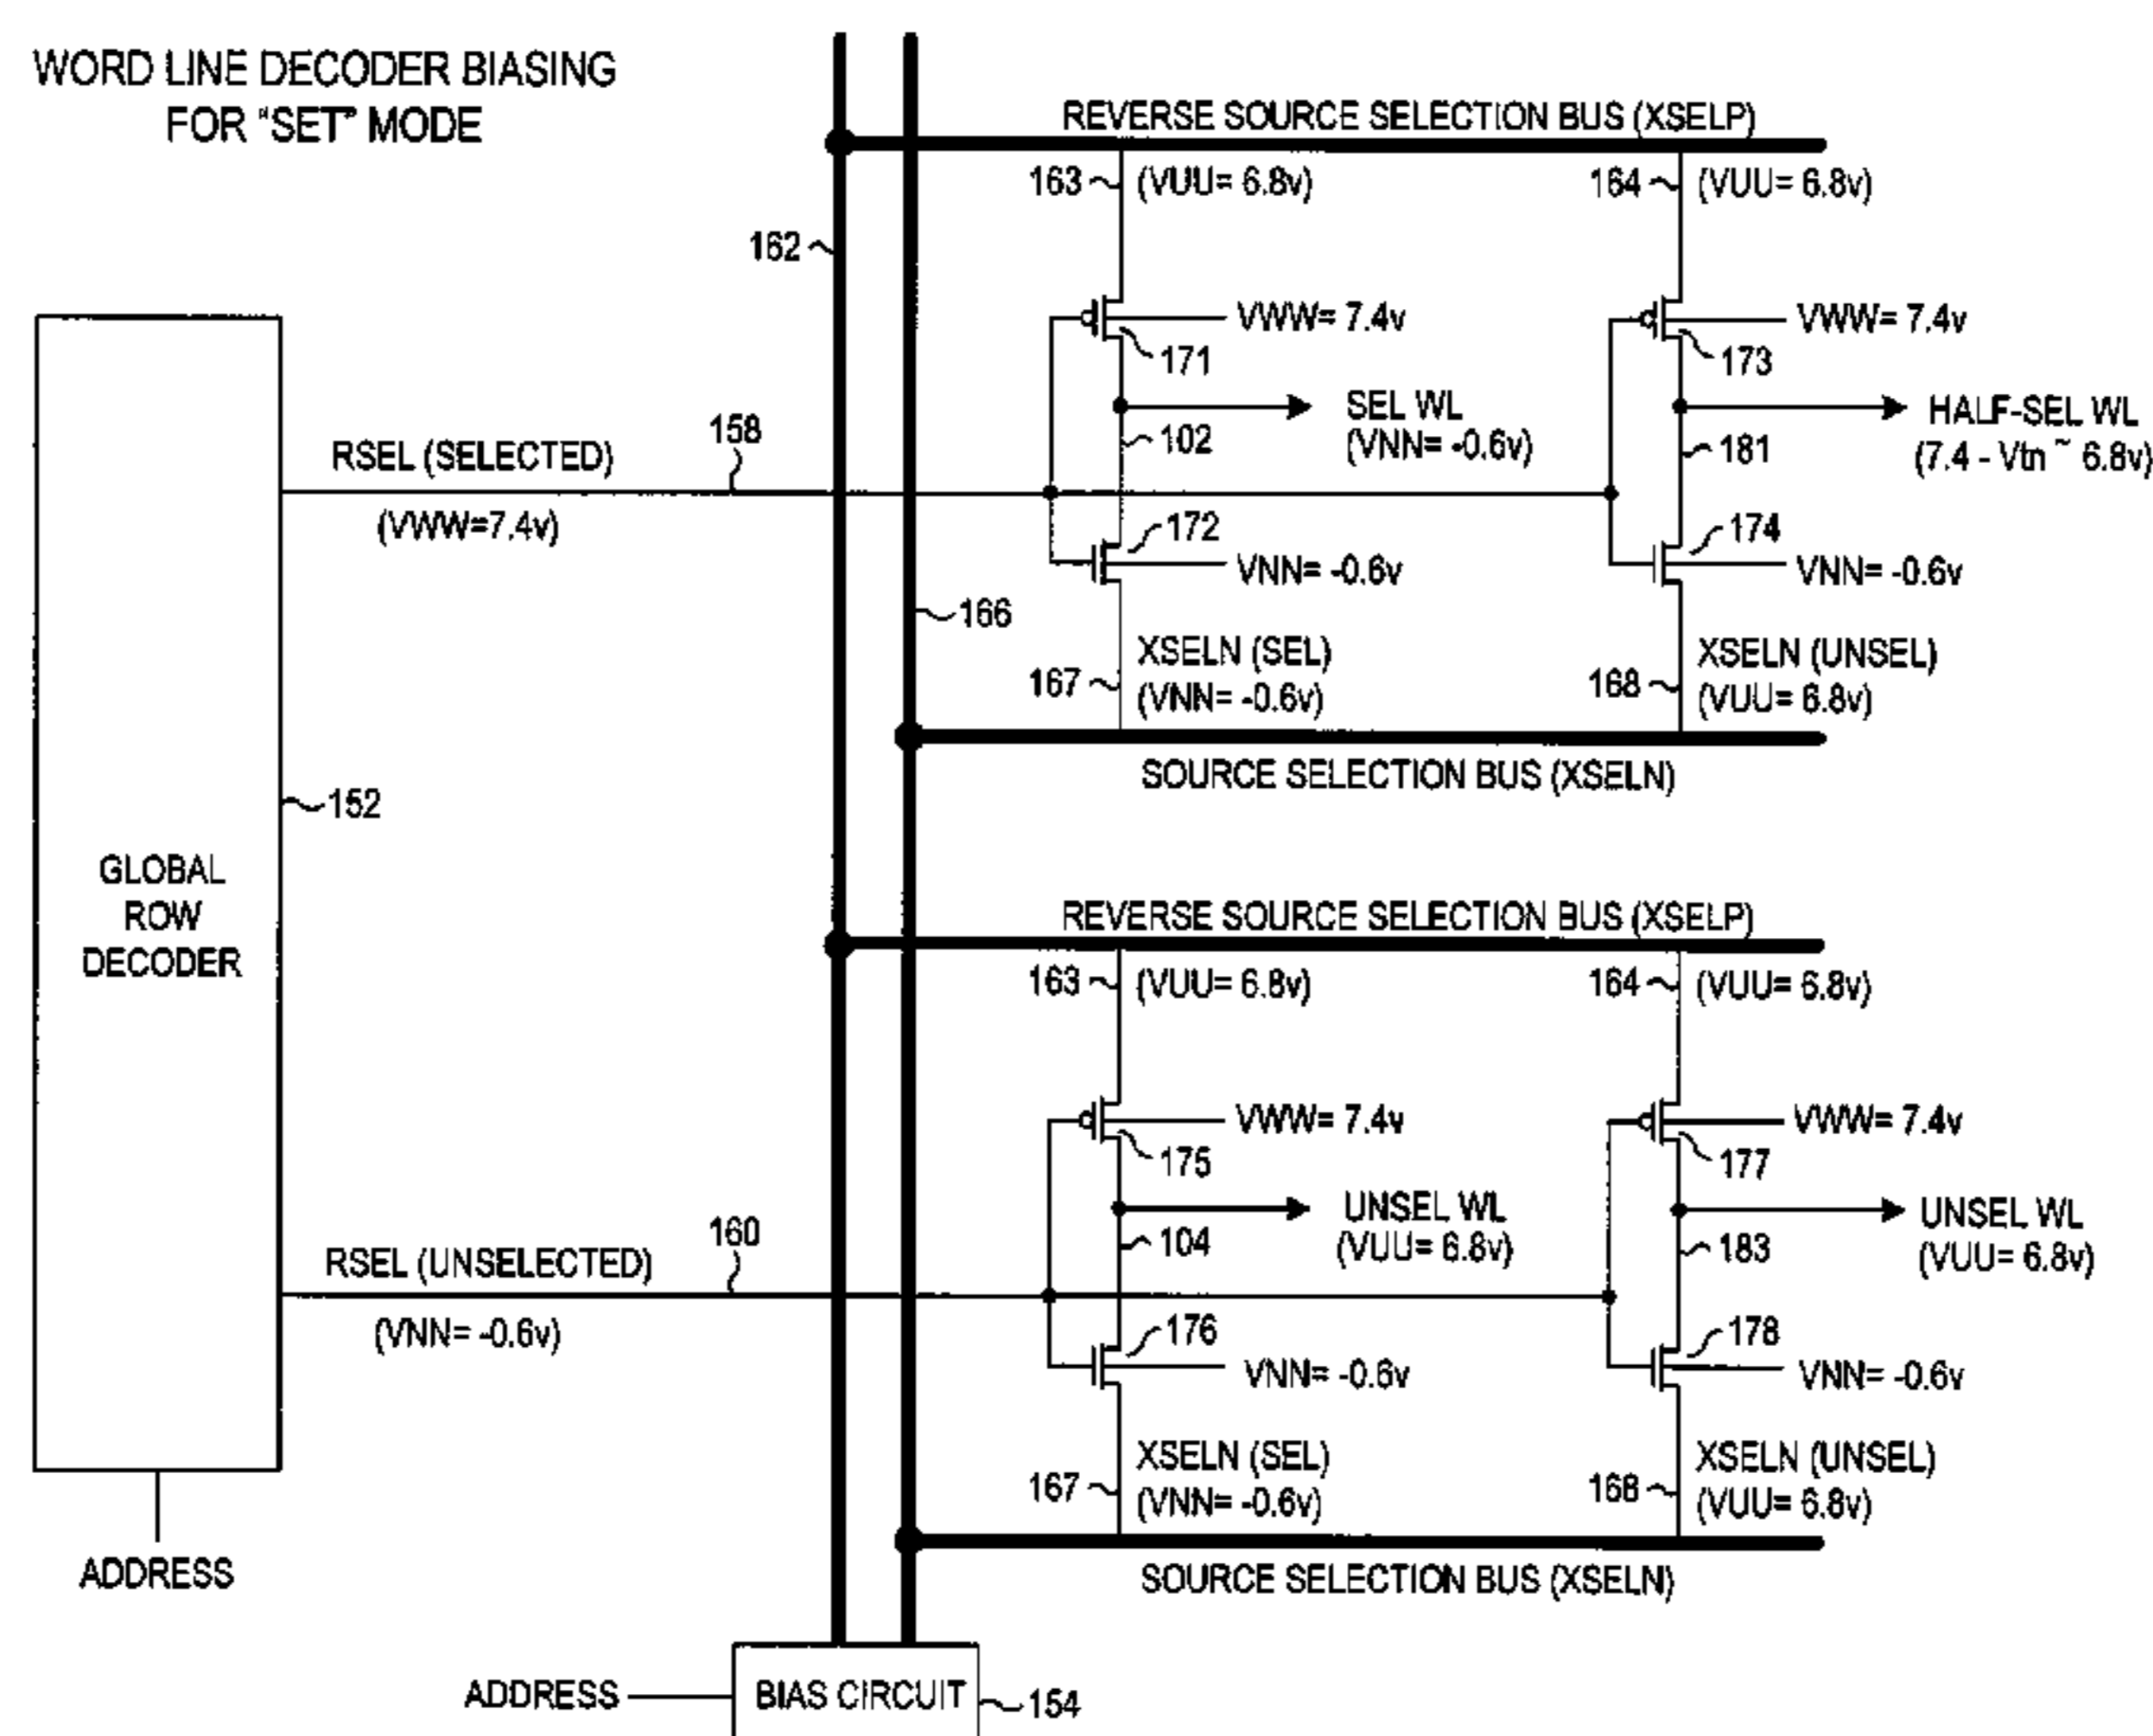 WORD LINE DECODER BIASING
FOR "SET" MODE
REVERSE SOURCE SELECTION BUS (XSELP)
163 (VUU= 6.8v)
164 (VUU= 6.8v)
162
VWW= 7.4v
VWW= 7.4v
171
173
SEL WL
(VNN= -0.6v)
HALF-SEL WL
(7.4 - Vtn ~ 6.8v)
102
181
RSEL (SELECTED)
158
(VWW=7.4v)
172
174
VNN= -0.6v
VNN= -0.6v
166
XSELN (SEL)
167 (VNN= -0.6v)
XSELN (UNSEL)
168 (VUU= 6.8v)
SOURCE SELECTION BUS (XSELN)
152
GLOBAL
ROW
DECODER
REVERSE SOURCE SELECTION BUS (XSELP)
163 (VUU= 6.8v)
164 (VUU= 6.8v)
VWW= 7.4v
VWW= 7.4v
175
177
UNSEL WL
(VUU= 6.8v)
UNSEL WL
(VUU= 6.8v)
104
183
RSEL (UNSELECTED)
160
(VNN= -0.6v)
176
178
VNN= -0.6v
VNN= -0.6v
XSELN (SEL)
167 (VNN= -0.6v)
XSELN (UNSEL)
168 (VUU= 6.8v)
SOURCE SELECTION BUS (XSELN)
ADDRESS
ADDRESS
BIAS CIRCUIT
154